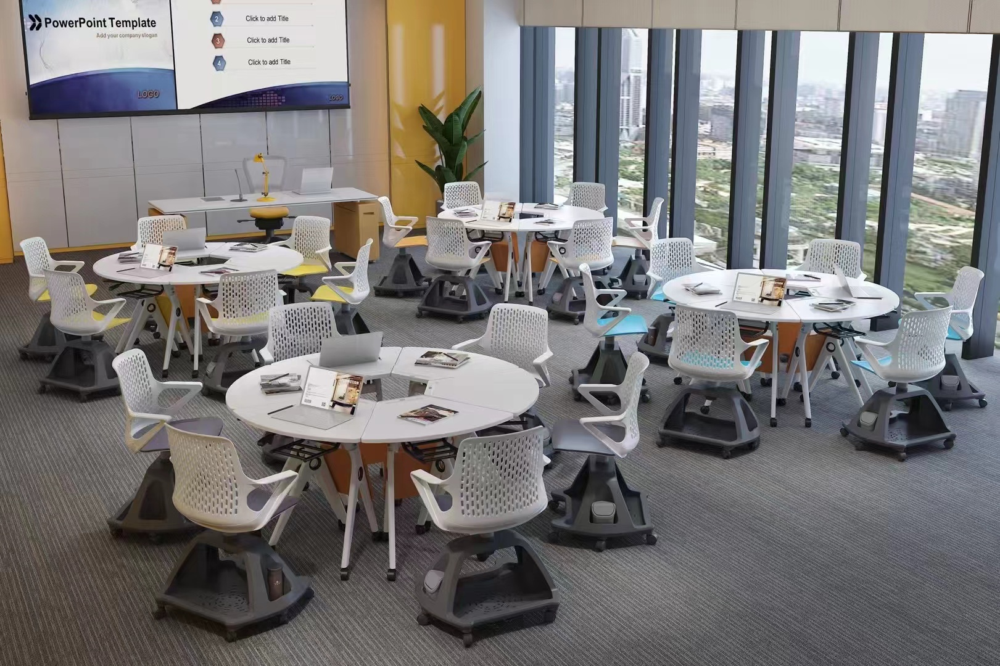 PowerPoint Template
Add your company slogan
LOGO
2 Click to add Title
3 Click to add Title
4 Click to add Title
LOGO
MOTION